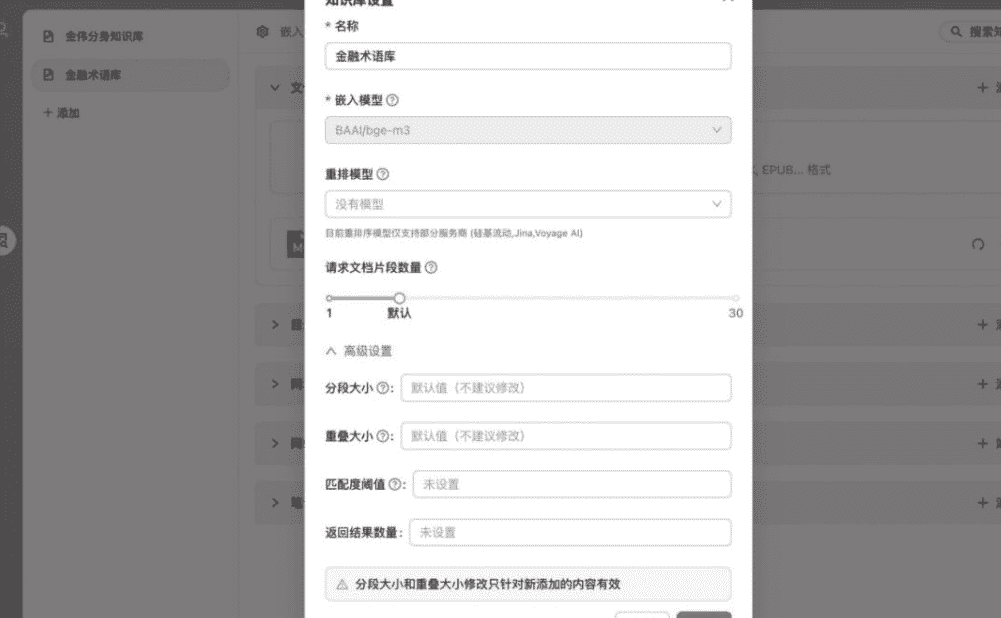 知识库设置
金伟分身知识库
金融术语库
+ 添加
嵌入
搜索知
* 名称
金融术语库
* 嵌入模型
BAAI/bge-m3
重排模型
没有模型
目前重排序模型仅支持部分服务商 (硅基流动,Jina,Voyage AI)
请求文档片段数量
1
默认
30
高级设置
分段大小 :
默认值（不建议修改）
重叠大小 :
默认值（不建议修改）
匹配度阈值 :
未设置
返回结果数量 :
未设置
分段大小和重叠大小修改只针对新添加的内容有效
EPUB... 格式